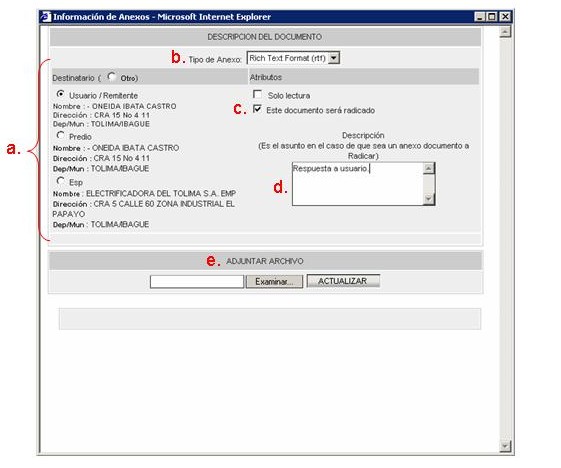 Información de Anexos - Microsoft Internet Explorer
DESCRIPCION DEL DOCUMENTO
b. Tipo de Anexo: Rich Text Format (rtf)
a.
Destinatario ( Otro)
Usuario / Remitente
Nombre : - ONEIDA IBATA CASTRO
Dirección : CRA 15 No 4 11
Dep/Mun : TOLIMA/IBAGUE
Predio
Nombre : - ONEIDA IBATA CASTRO
Dirección : CRA 15 No 4 11
Dep/Mun : TOLIMA/IBAGUE
Esp
Nombre : ELECTRIFICADORA DEL TOLIMA S.A. EMP
Dirección : CRA 5 CALLE 60 ZONA INDUSTRIAL EL
PAPAYO
Dep/Mun : TOLIMA/IBAGUE
Atributos
Solo lectura
c. Este documento será radicado
Descripción
(Es el asunto en el caso de que sea un anexo documento a
Radicar)
d. Respuesta a usuario.
e. ADJUNTAR ARCHIVO
Examinar... ACTUALIZAR